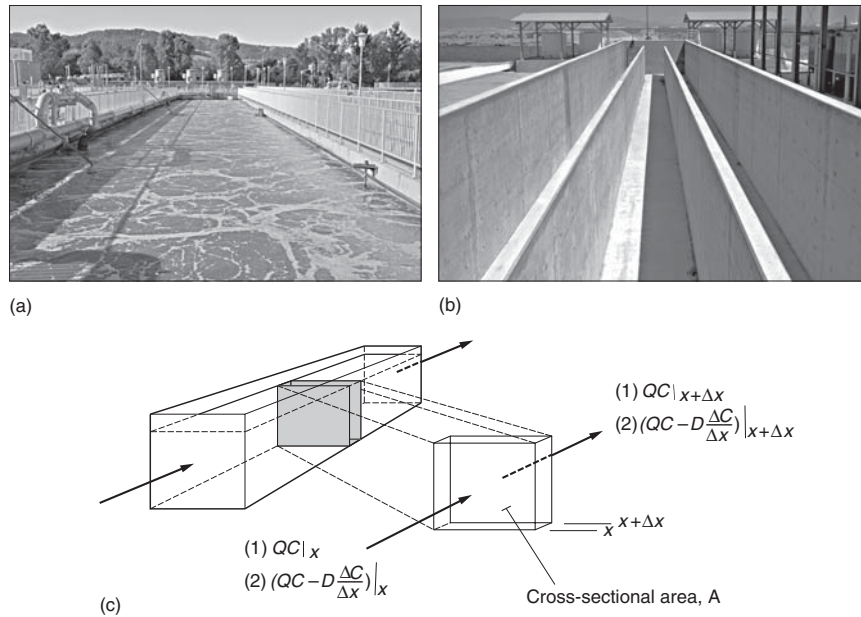 (a)
(b)
(1) QC|ₓ₊Δₓ
(2) (QC – D ΔC/Δx)|ₓ₊Δₓ
x+Δx
x
(1) QC|ₓ
(2) (QC – D ΔC/Δx)|ₓ
Cross-sectional area, A
(c)